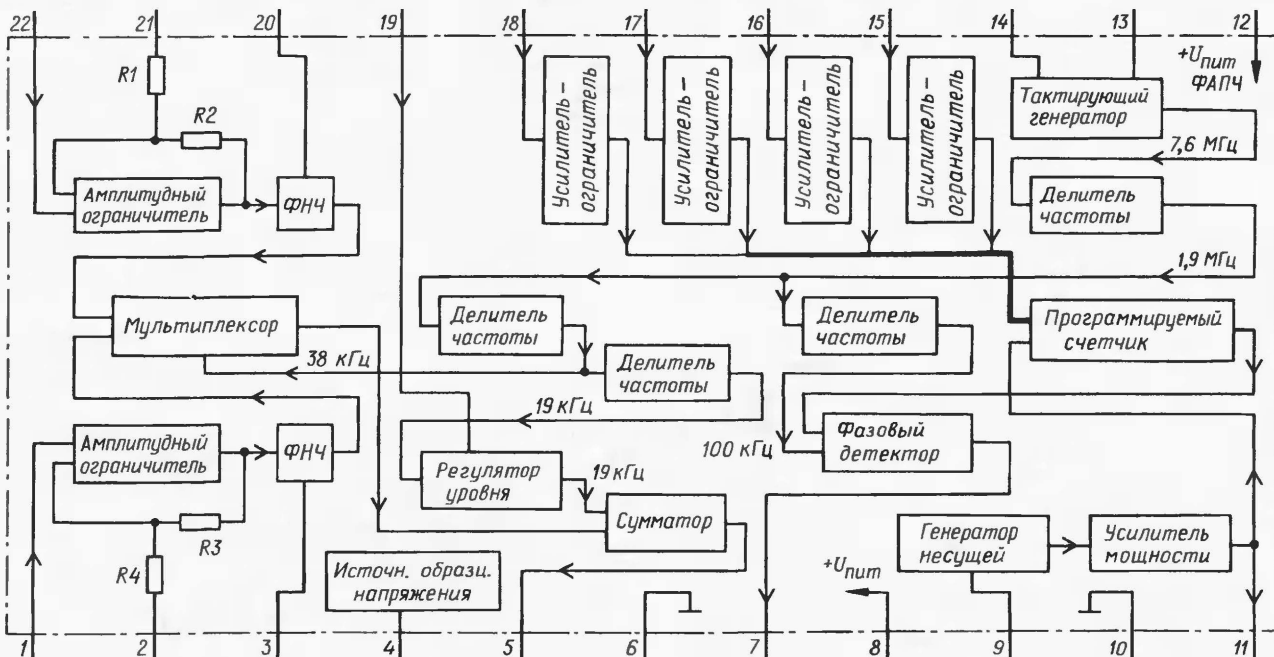 22 21 20 19 18 17 16 15 14 13 12
R1
R2
Амплитудный
ограничитель
ФНЧ
Усилитель –
ограничитель
Усилитель –
ограничитель
Усилитель –
ограничитель
Усилитель –
ограничитель
Тактирующий
генератор
+Uпит
ФАПЧ
7,6 МГц
Делитель
частоты
1,9 МГц
Мультиплексор
38 кГц
Делитель
частоты
Делитель
частоты
Делитель
частоты
Программируемый
счетчик
19 кГц
Амплитудный
ограничитель
ФНЧ
Регулятор
уровня
19 кГц
100 кГц
Фазовый
детектор
R3
R4
Сумматор
Источн. образц.
напряжения
+Uпит
Генератор
несущей
Усилитель
мощности
1 2 3 4 5 6 7 8 9 10 11